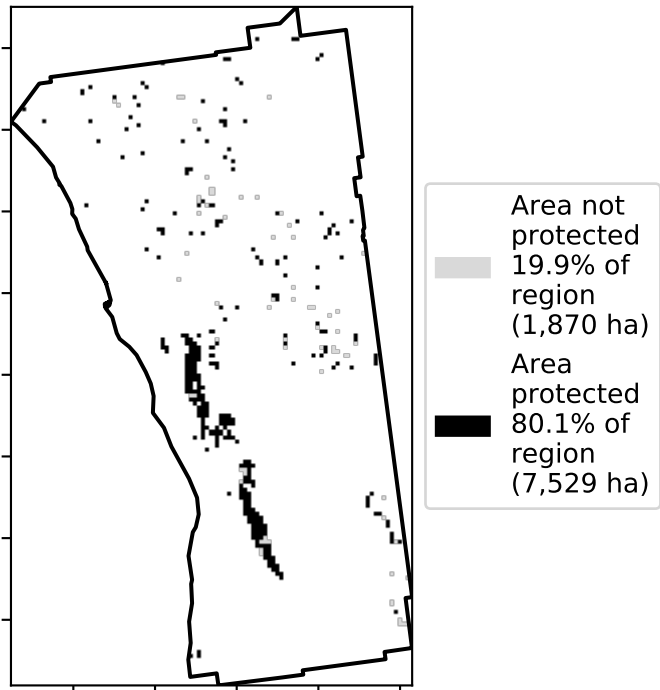 Area not
protected
19.9% of
region
(1,870 ha)
Area
protected
80.1% of
region
(7,529 ha)